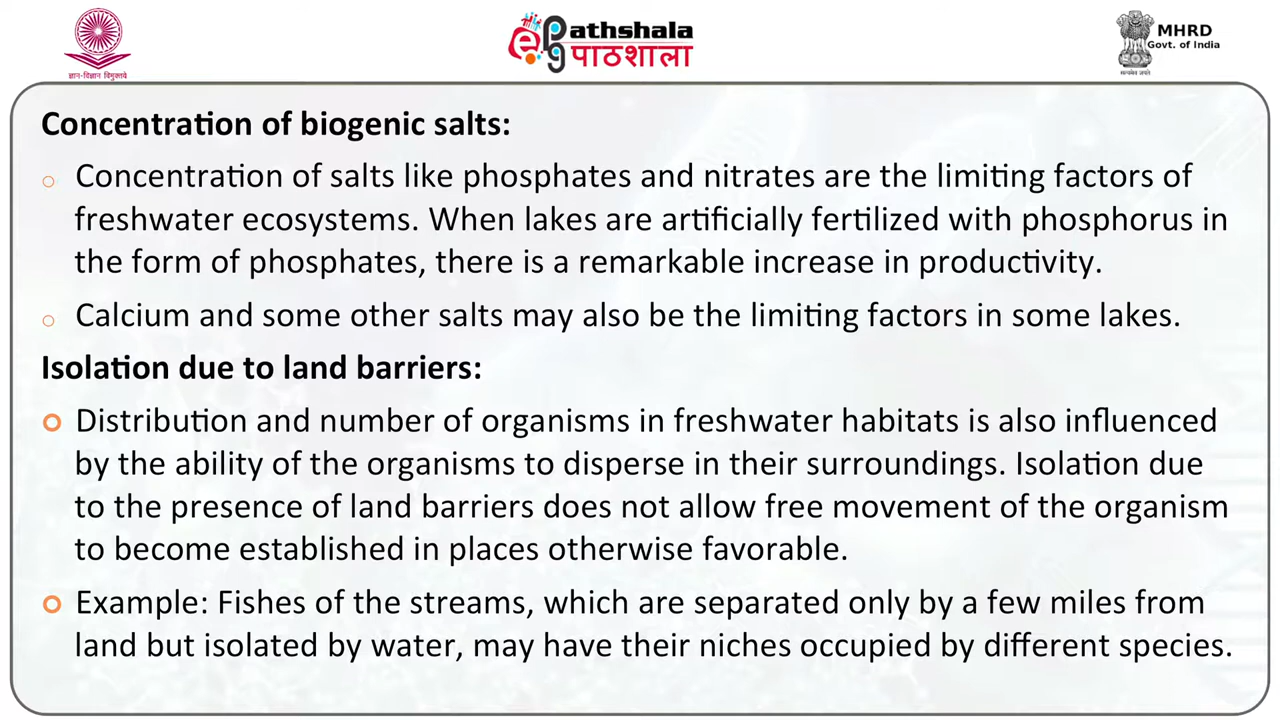 ज्ञान-विज्ञान विमुक्तये
ePG Pathshala
पाठशाला
MHRD
Govt. of India
सत्यमेव जयते
Concentration of biogenic salts:
Concentration of salts like phosphates and nitrates are the limiting factors of
freshwater ecosystems. When lakes are artificially fertilized with phosphorus in
the form of phosphates, there is a remarkable increase in productivity.
Calcium and some other salts may also be the limiting factors in some lakes.
Isolation due to land barriers:
Distribution and number of organisms in freshwater habitats is also influenced
by the ability of the organisms to disperse in their surroundings. Isolation due
to the presence of land barriers does not allow free movement of the organism
to become established in places otherwise favorable.
Example: Fishes of the streams, which are separated only by a few miles from
land but isolated by water, may have their niches occupied by different species.